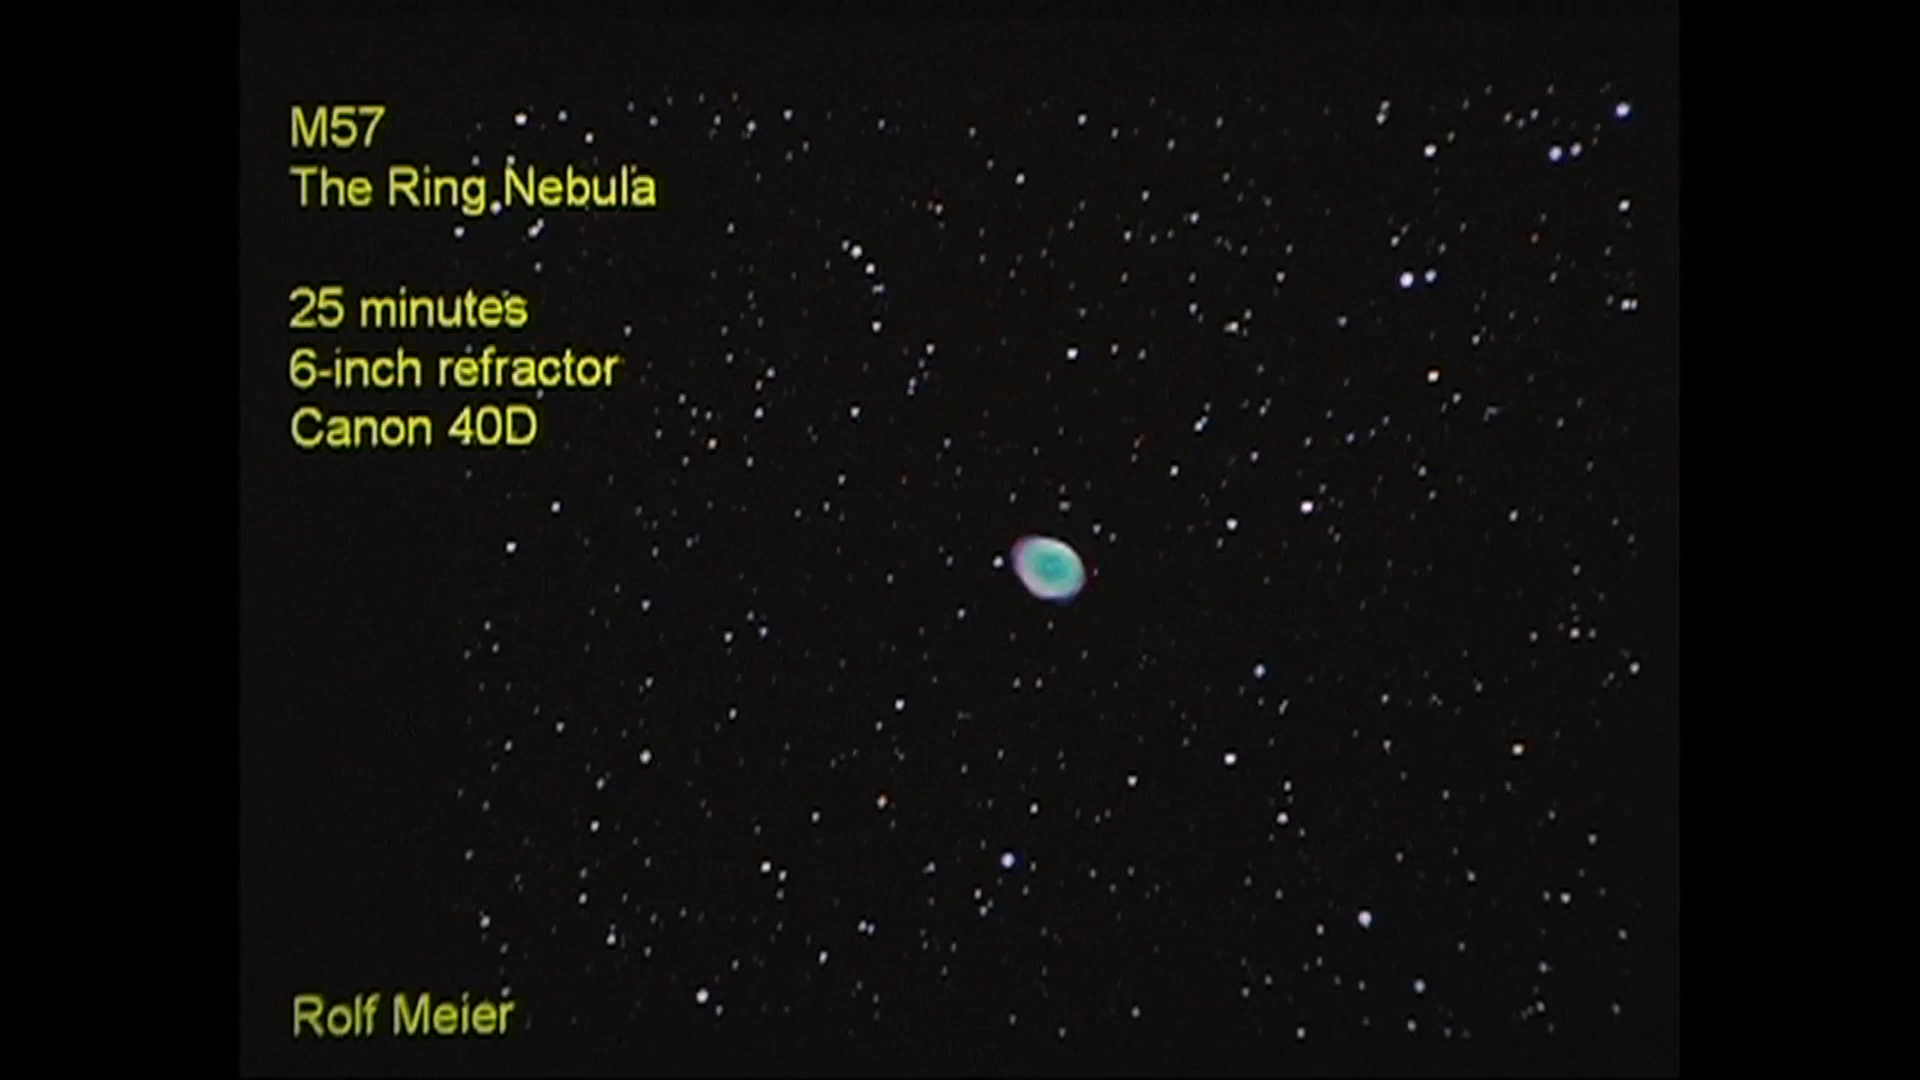 M57
The Ring Nebula
25 minutes
6-inch refractor
Canon 40D
Rolf Meier